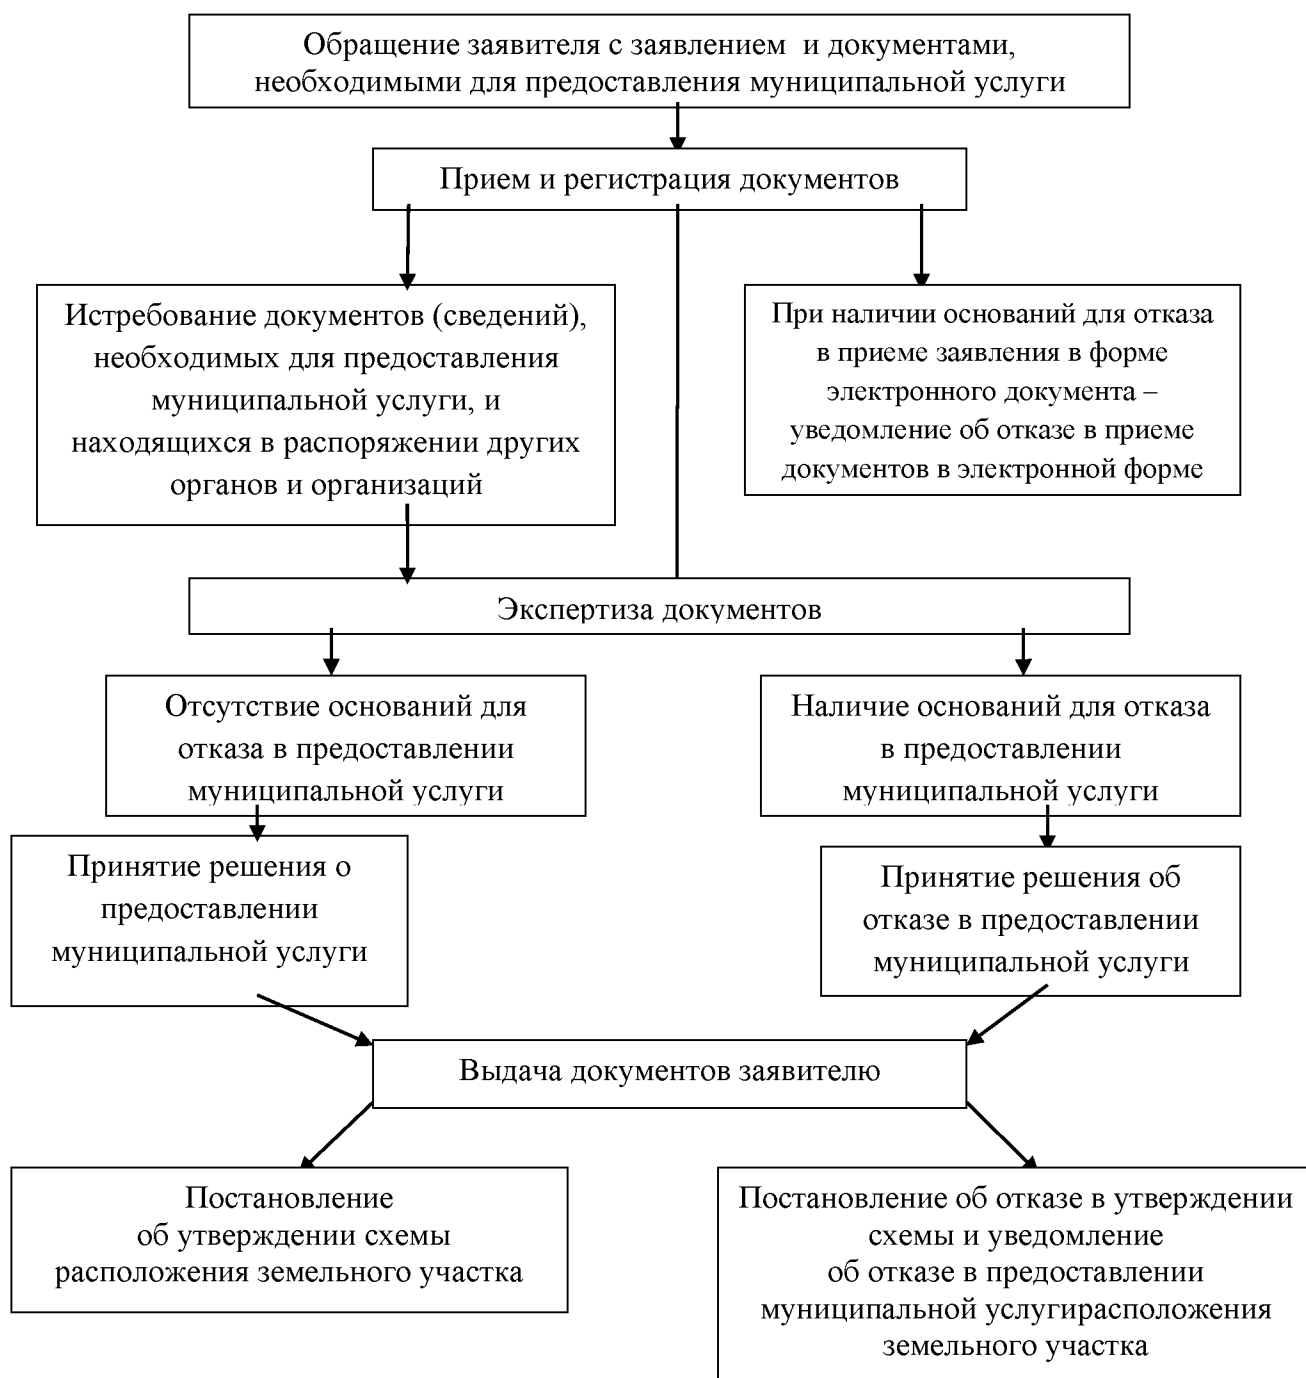 Обращение заявителя с заявлением  и документами,
необходимыми для предоставления муниципальной услуги
Прием и регистрация документов
Истребование документов (сведений),
необходимых для предоставления
муниципальной услуги, и
находящихся в распоряжении других
органов и организаций
При наличии оснований для отказа
в приеме заявления в форме
электронного документа –
уведомление об отказе в приеме
документов в электронной форме
Экспертиза документов
Отсутствие оснований для
отказа в предоставлении
муниципальной услуги
Наличие оснований для отказа
в предоставлении
муниципальной услуги
Принятие решения о
предоставлении
муниципальной услуги
Принятие решения об
отказе в предоставлении
муниципальной услуги
Выдача документов заявителю
Постановление
об утверждении схемы
расположения земельного участка
Постановление об отказе в утверждении
схемы и уведомление
об отказе в предоставлении
муниципальной услугирасположения
земельного участка